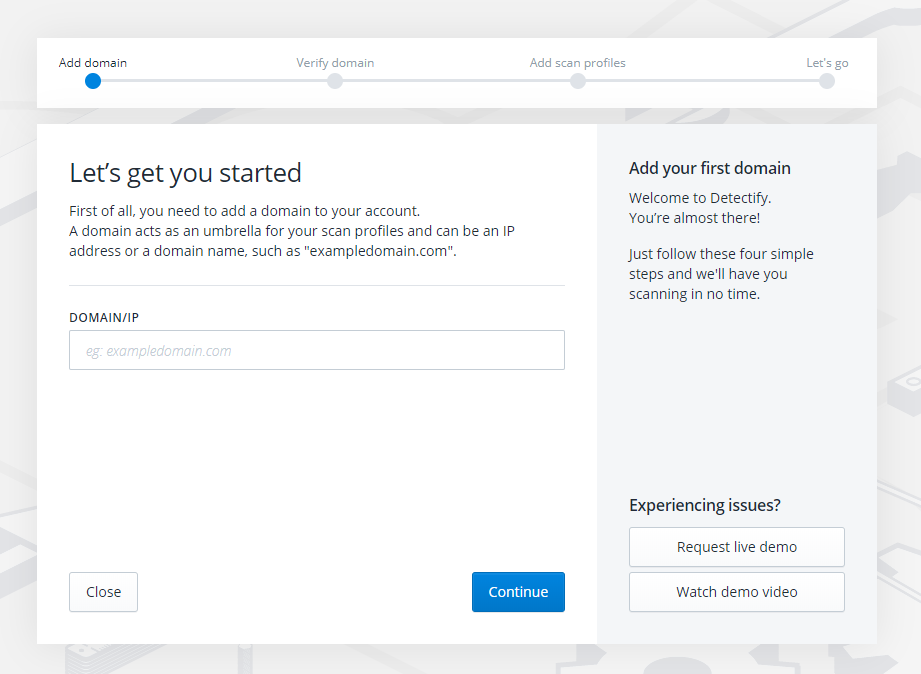 Add domain
Verify domain
Add scan profiles
Let's go
Let's get you started
First of all, you need to add a domain to your account.
A domain acts as an umbrella for your scan profiles and can be an IP
address or a domain name, such as "exampledomain.com".
DOMAIN/IP
eg: exampledomain.com
Close
Continue
Add your first domain
Welcome to Detectify.
You're almost there!
Just follow these four simple
steps and we'll have you
scanning in no time.
Experiencing issues?
Request live demo
Watch demo video